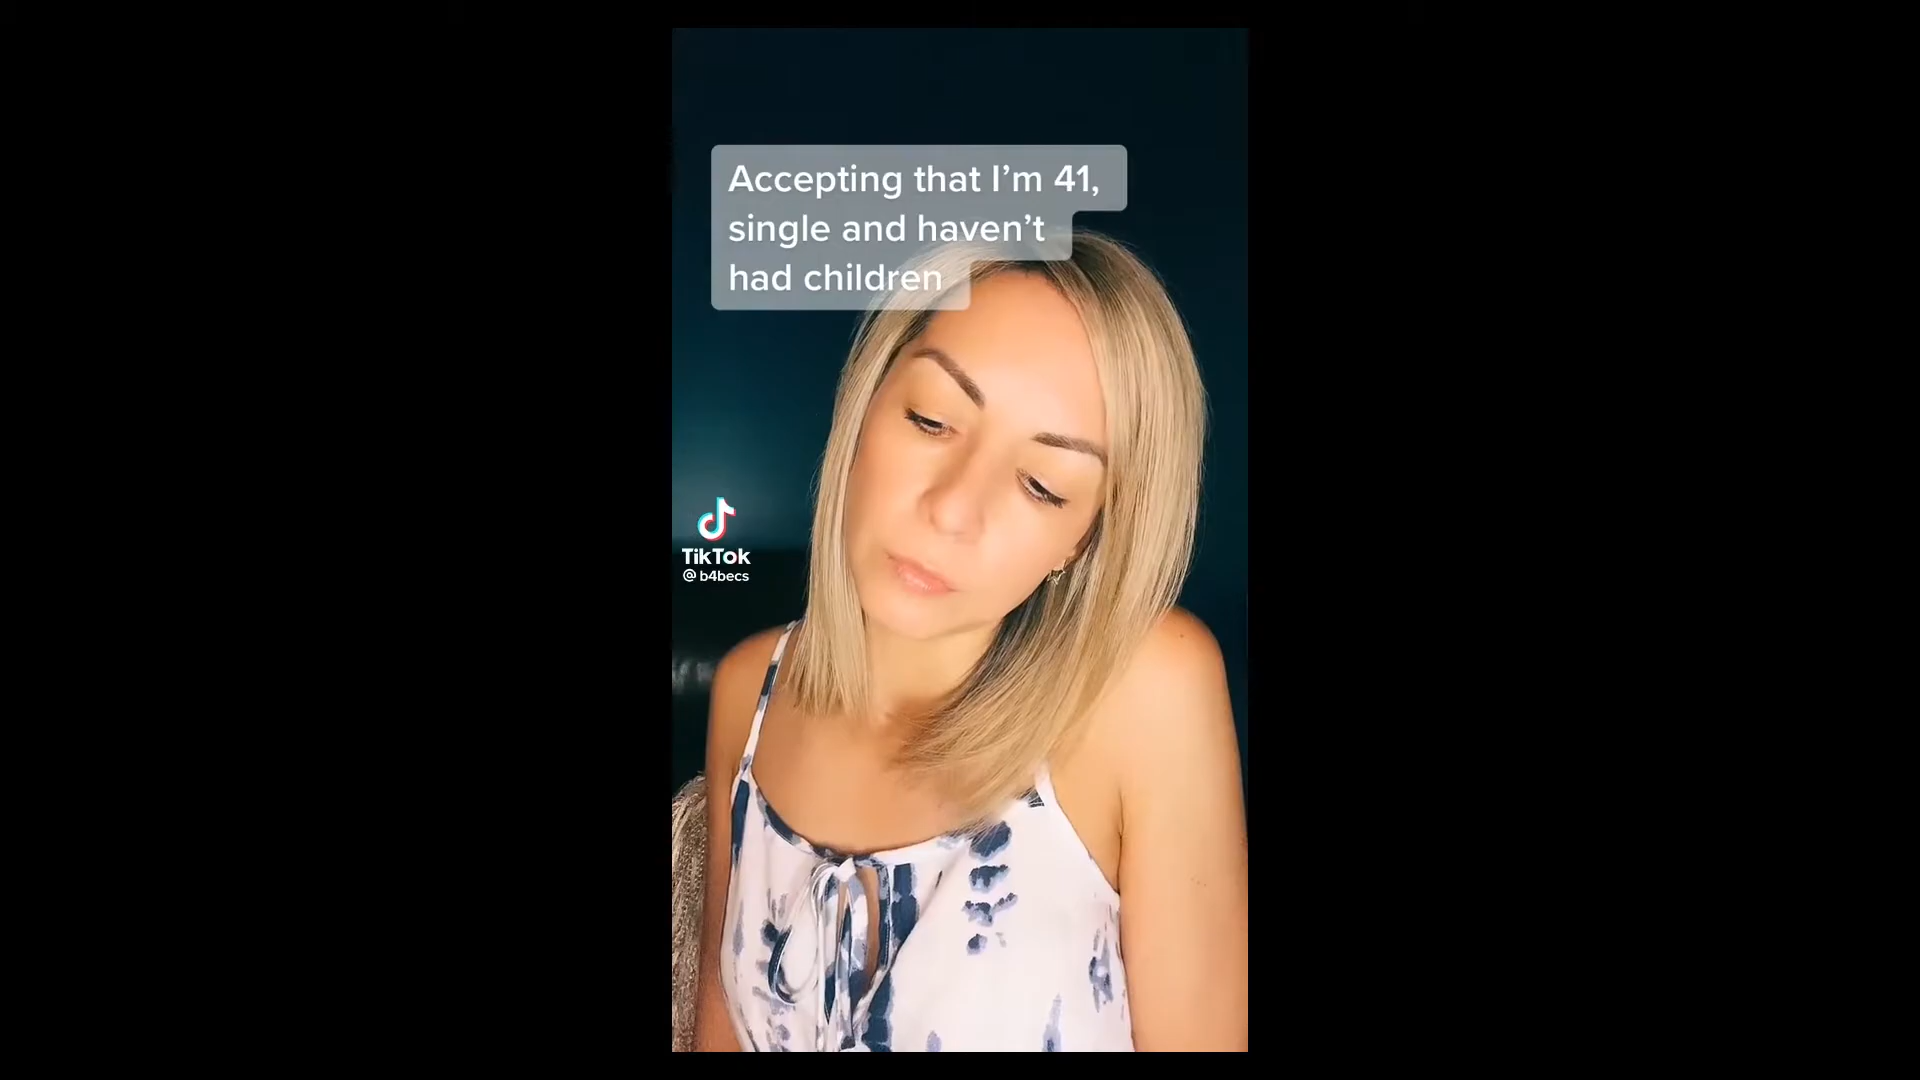 Accepting that I’m 41,
single and haven’t
had children
TikTok
@b4becs